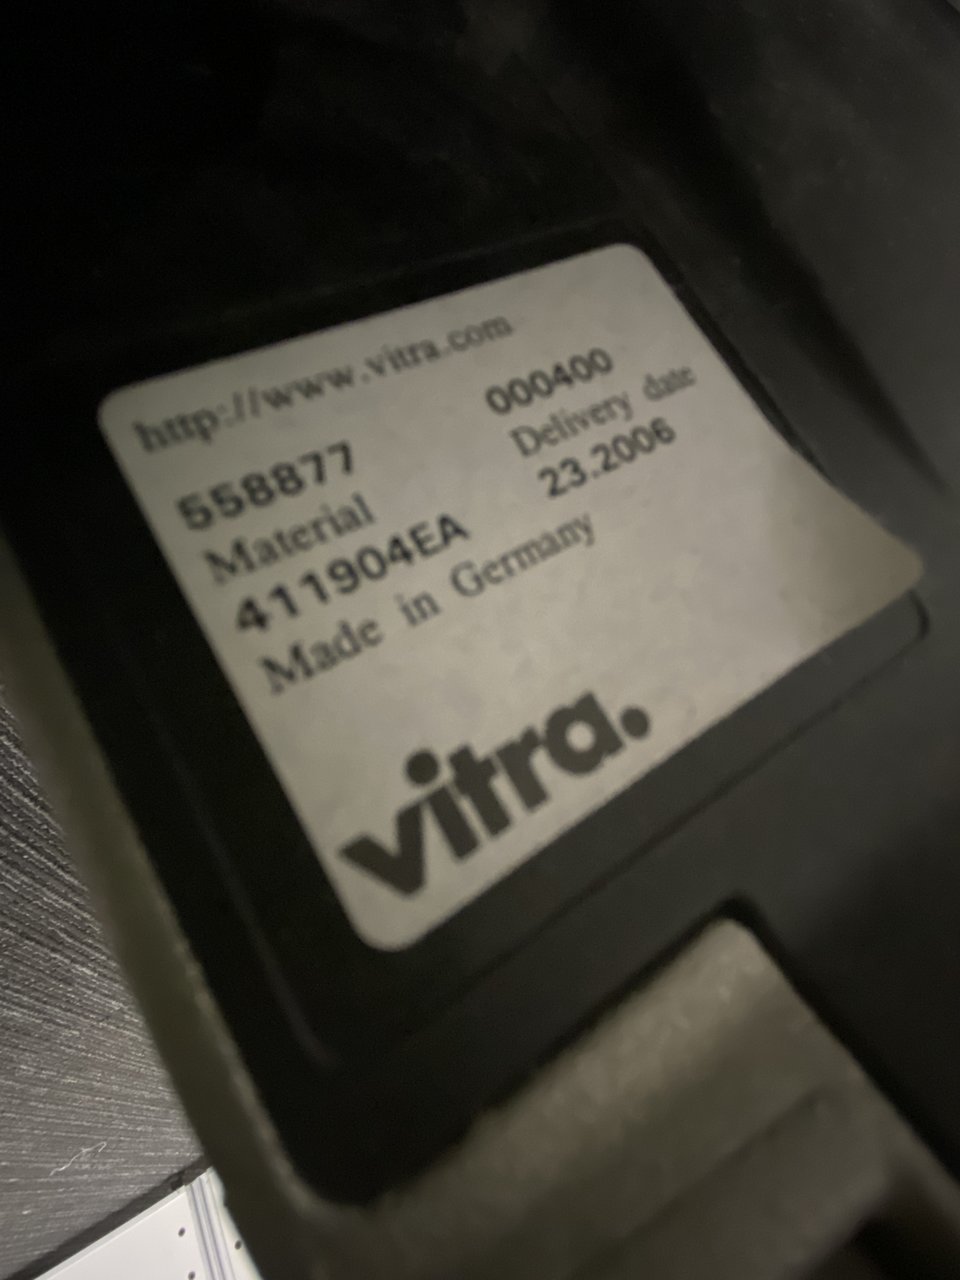 http://www.vitra.com
558877 000400
Material Delivery date
411904EA 23.2006
Made in Germany
vitra.